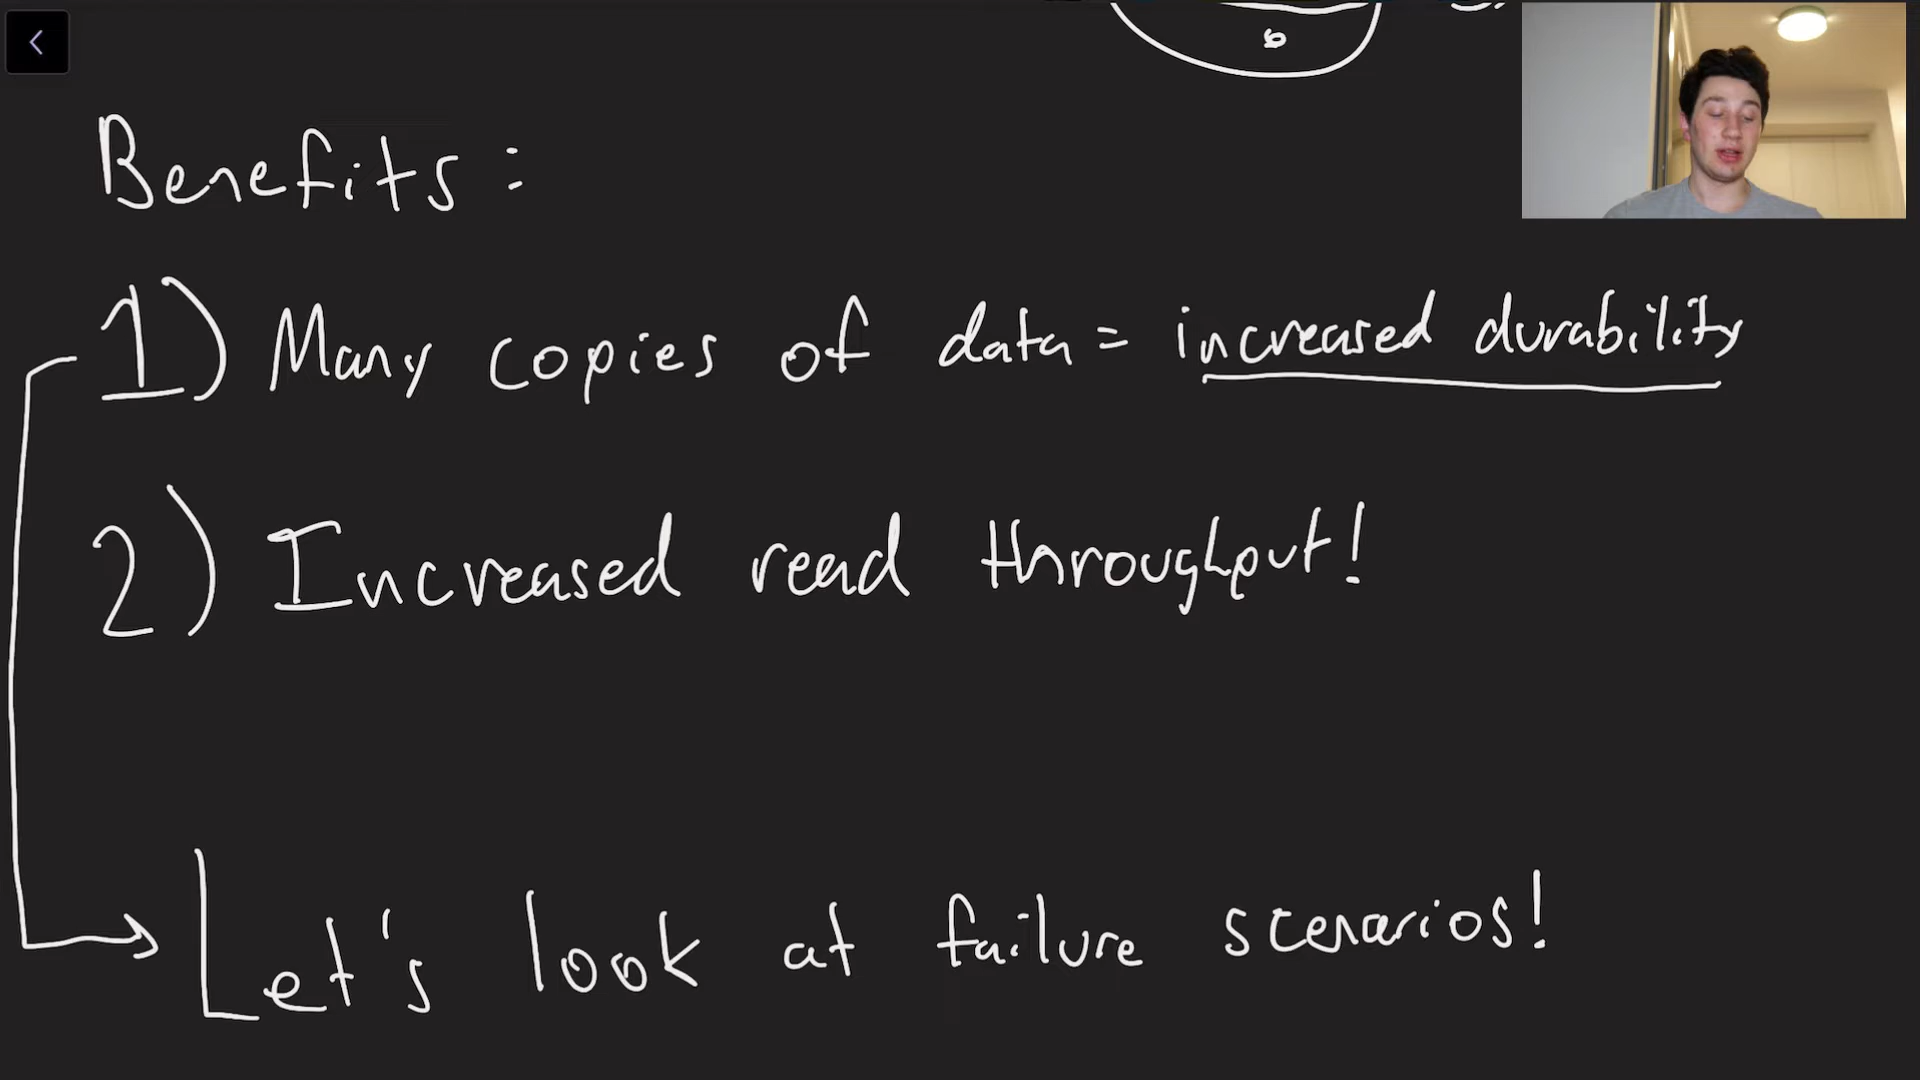 Benefits:
1) Many copies of data = increased durability
2) Increased read throughput!
Let's look at failure scenarios!